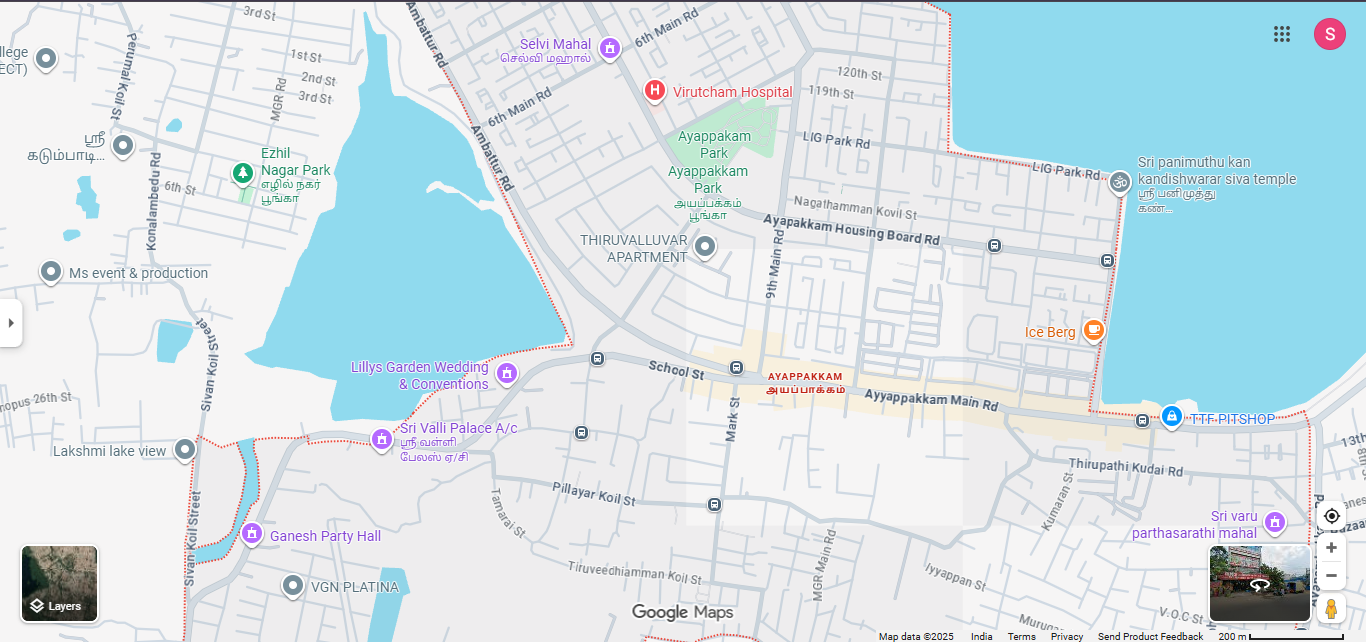 3rd St
Ambattur Rd
6th Main Rd
Selvi Mahal
செல்வி மஹால்
llege
ECT)
Perumal Koil St
1st St
2nd St
3rd St
MGR Rd
120th St
119th St
Virutcham Hospital
6th Main Rd
Ambattur Rd
Ayappakam
Park
Ayappakkam
Park
அயப்பக்கம்
பூங்கா
LIG Park Rd
LIG Park Rd
Sri panimuthu kan
kandishwarar siva temple
ஸ்ரீ பனிமுத்து
கண்...
ஸ்ரீ
கடும்பாடி...
Ezhil
Nagar Park
எழில் நகர்
பூங்கா
6th St
Konalambedu Rd
Nagathamman Kovil St
Ayapakkam Housing Board Rd
THIRUVALLUVAR
APARTMENT
9th Main Rd
Ms event & production
Ice Berg
Sivan Koil Street
Lillys Garden Wedding
& Conventions
School St
AYAPPAKKAM
அயப்பாக்கம்
Ayyappakkam Main Rd
nopus 26th St
Mark St
TTF PITSHOP
Sri Valli Palace A/c
ஸ்ரீ வள்ளி
பேலஸ் ஏ/சி
13th
8th S
Lakshmi lake view
Thirupathi Kudai Rd
Pillayar Koil St
Tamarai St
Kumaran St
Sivan Koil Street
Ganesh Party Hall
Sri varu
parthasarathi mahal
MGR Main Rd
VGN PLATINA
Tiruveedhiamman Koil St
Iyyappan St
Layers
Google Maps
V.O.C St
Map data ©2025 India Terms Privacy Send Product Feedback 200 m
S